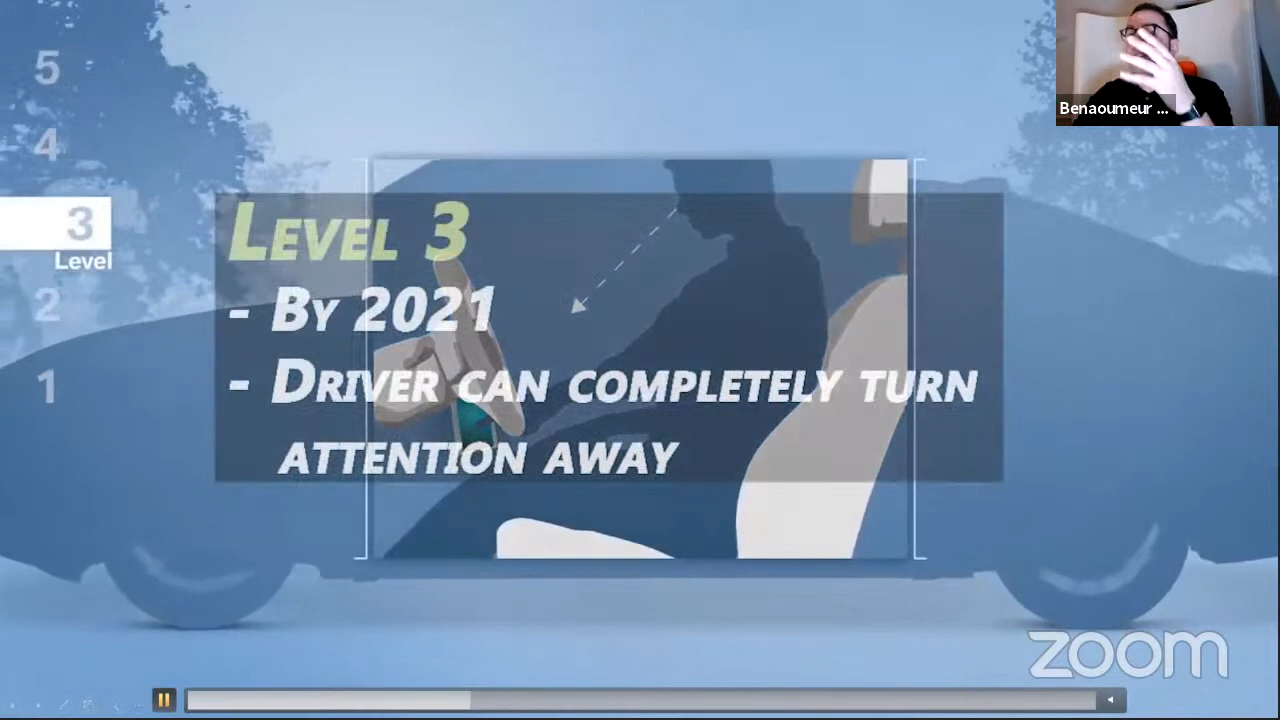 5
4
3
Level
2
1
Level 3
- By 2021
- Driver can completely turn
attention away
Benaoumeur ...
zoom